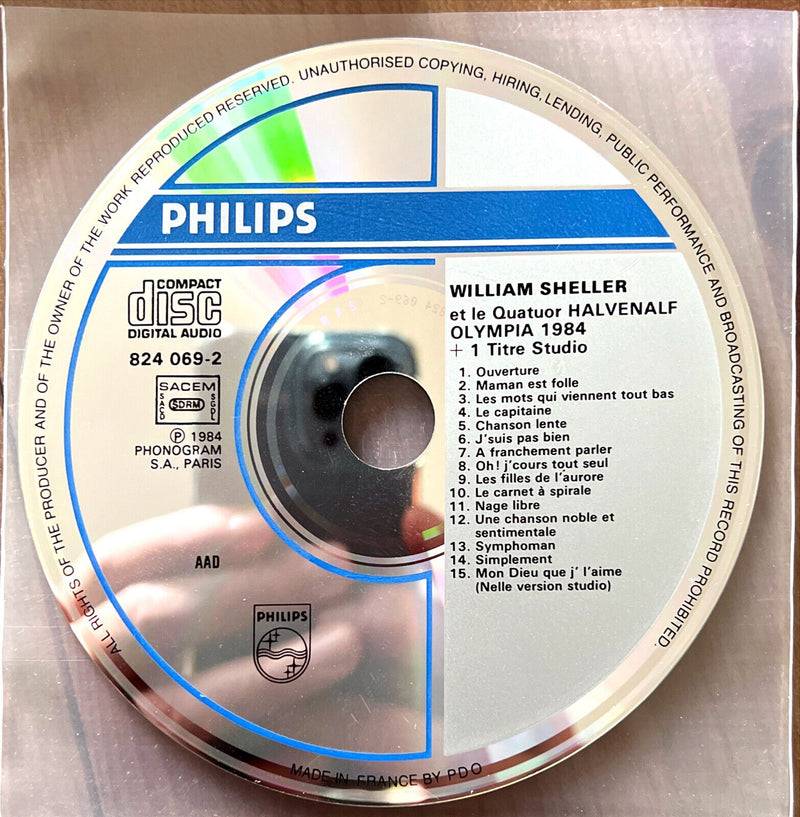 ALL RIGHTS OF THE PRODUCER AND OF THE OWNER OF THE WORK REPRODUCED RESERVED. UNAUTHORISED COPYING, HIRING, LENDING, PUBLIC PERFORMANCE AND BROADCASTING OF THIS RECORD PROHIBITED.
PHILIPS
COMPACT
disc
DIGITAL AUDIO
824 069-2
SACEM
SACD
SDRM
SGDL
℗ 1984
PHONOGRAM
S.A., PARIS
AAD
PHILIPS
824 069-2
WILLIAM SHELLER
et le Quatuor HALVENALF
OLYMPIA 1984
+ 1 Titre Studio
1. Ouverture
2. Maman est folle
3. Les mots qui viennent tout bas
4. Le capitaine
5. Chanson lente
6. J'suis pas bien
7. A franchement parler
8. Oh! j'cours tout seul
9. Les filles de l'aurore
10. Le carnet à spirale
11. Nage libre
12. Une chanson noble et
sentimentale
13. Symphoman
14. Simplement
15. Mon Dieu que j' l'aime
(Nelle version studio)
MADE IN FRANCE BY PDO